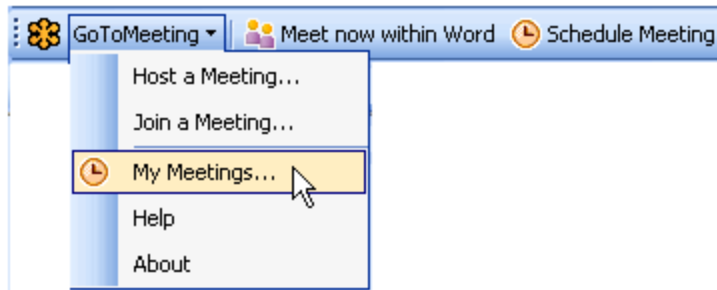 GoToMeeting Meet now within Word Schedule Meeting
Host a Meeting...
Join a Meeting...
My Meetings...
Help
About